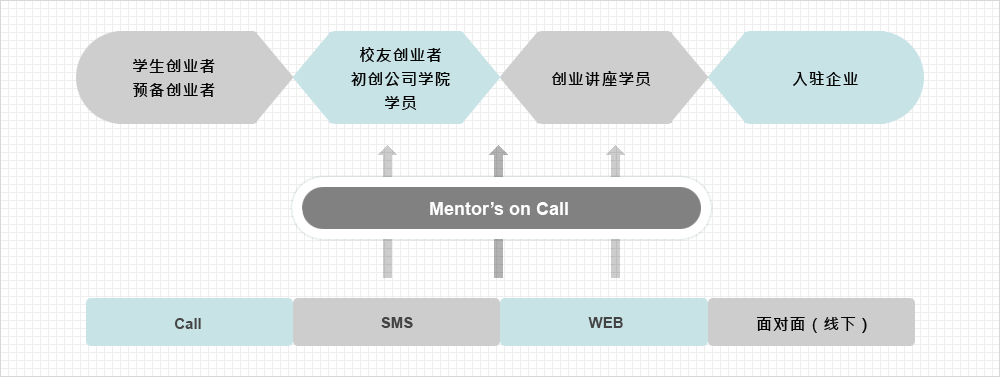 学生创业者
预备创业者
校友创业者
初创公司学院
学员
创业讲座学员
入驻企业
Mentor’s on Call
Call
SMS
WEB
面对面（线下）